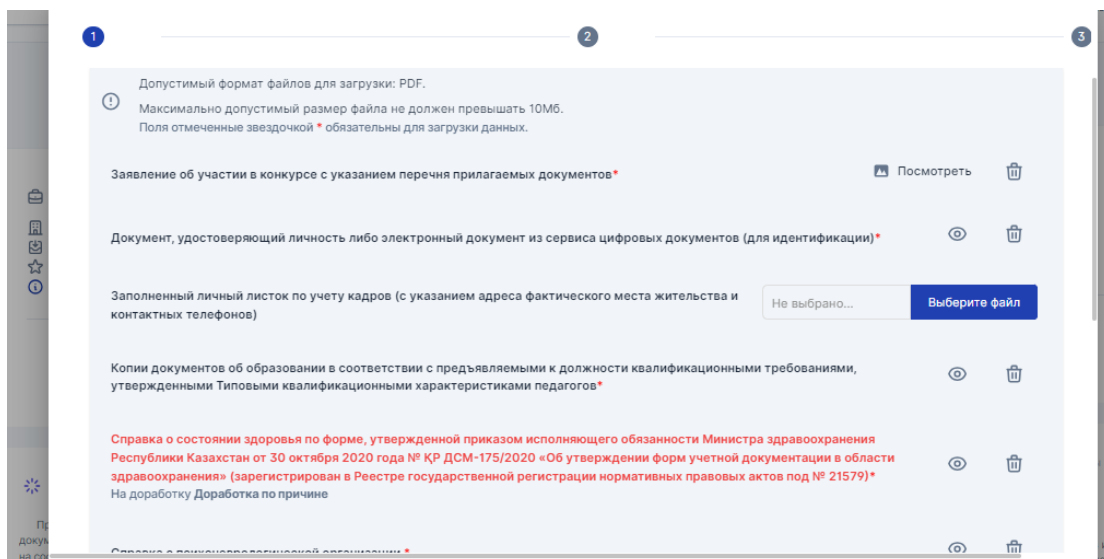 1
2
3
Допустимый формат файлов для загрузки: PDF.
Максимально допустимый размер файла не должен превышать 10Мб.
Поля отмеченные звездочкой * обязательны для загрузки данных.
Заявление об участии в конкурсе с указанием перечня прилагаемых документов*
Посмотреть
Документ, удостоверяющий личность либо электронный документ из сервиса цифровых документов (для идентификации)*
Заполненный личный листок по учету кадров (с указанием адреса фактического места жительства и
контактных телефонов)
Не выбрано...
Выберите файл
Копии документов об образовании в соответствии с предъявляемыми к должности квалификационными требованиями,
утвержденными Типовыми квалификационными характеристиками педагогов*
Справка о состоянии здоровья по форме, утвержденной приказом исполняющего обязанности Министра здравоохранения
Республики Казахстан от 30 октября 2020 года № ҚР ДСМ-175/2020 «Об утверждении форм учетной документации в области
здравоохранения» (зарегистрирован в Реестре государственной регистрации нормативных правовых актов под № 21579)*
На доработку Доработка по причине
Справка с психоневрологической организации *